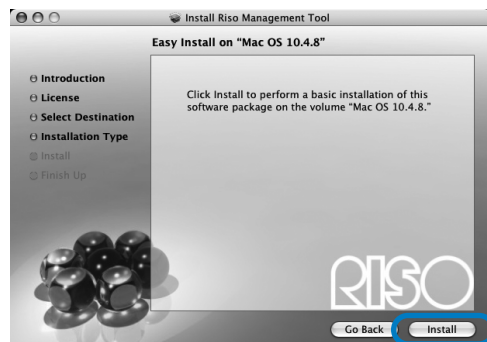 Install Riso Management Tool
Easy Install on "Mac OS 10.4.8"
Introduction
License
Select Destination
Installation Type
Install
Finish Up
Click Install to perform a basic installation of this
software package on the volume "Mac OS 10.4.8."
RISO
Go Back
Install